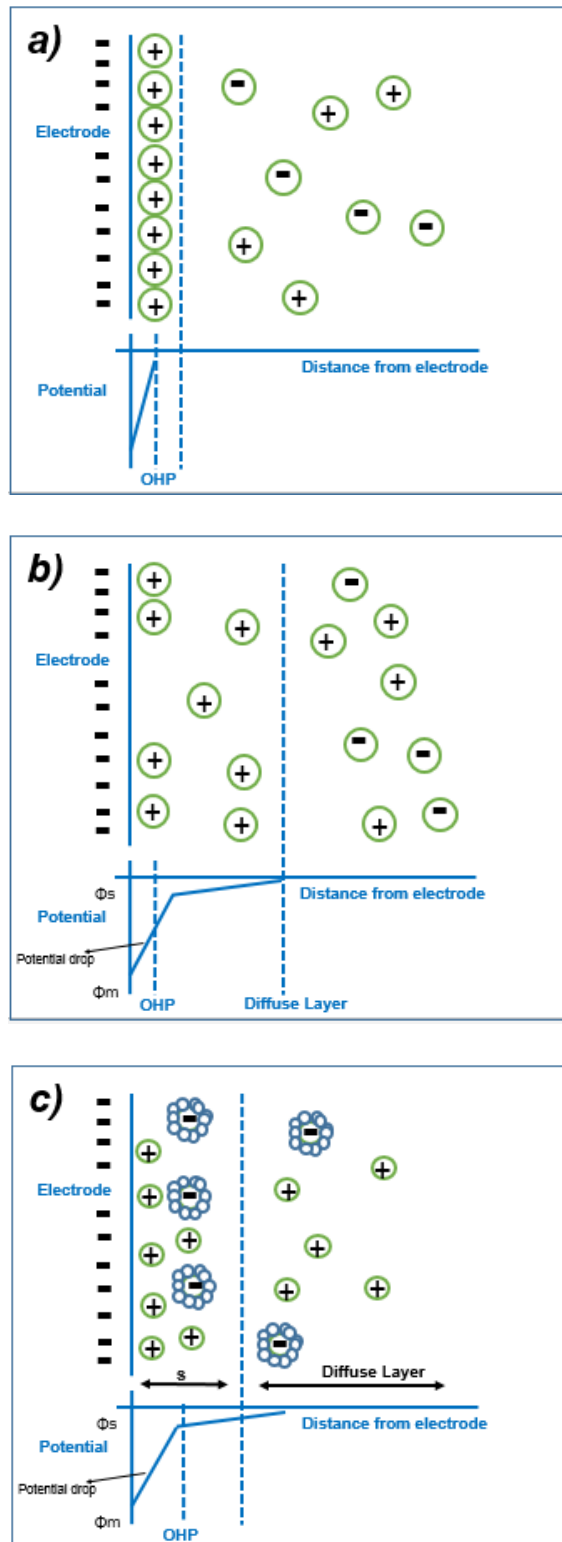 a)
Electrode
Distance from electrode
Potential
OHP
b)
Electrode
Φs
Distance from electrode
Potential
Potential drop
Φm
OHP
Diffuse Layer
c)
Electrode
s
Diffuse Layer
Φs
Distance from electrode
Potential
Potential drop
Φm
OHP